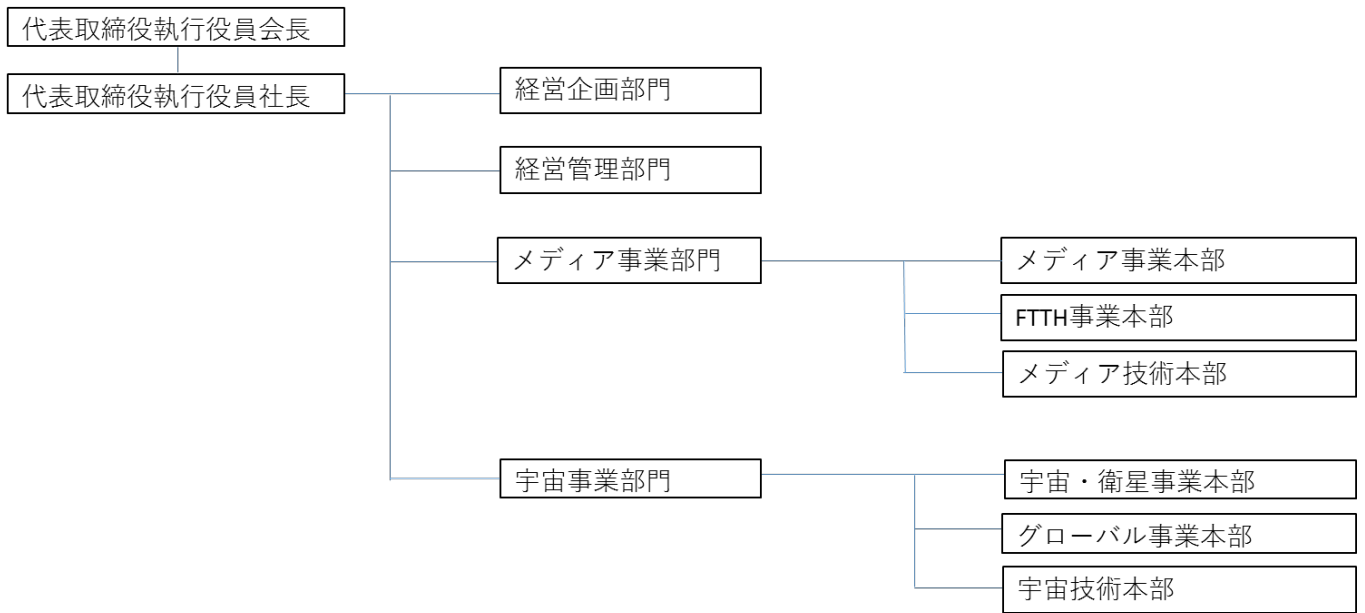 代表取締役執行役員会長
代表取締役執行役員社長
経営企画部門
経営管理部門
メディア事業部門
メディア事業本部
FTTH事業本部
メディア技術本部
宇宙事業部門
宇宙・衛星事業本部
グローバル事業本部
宇宙技術本部